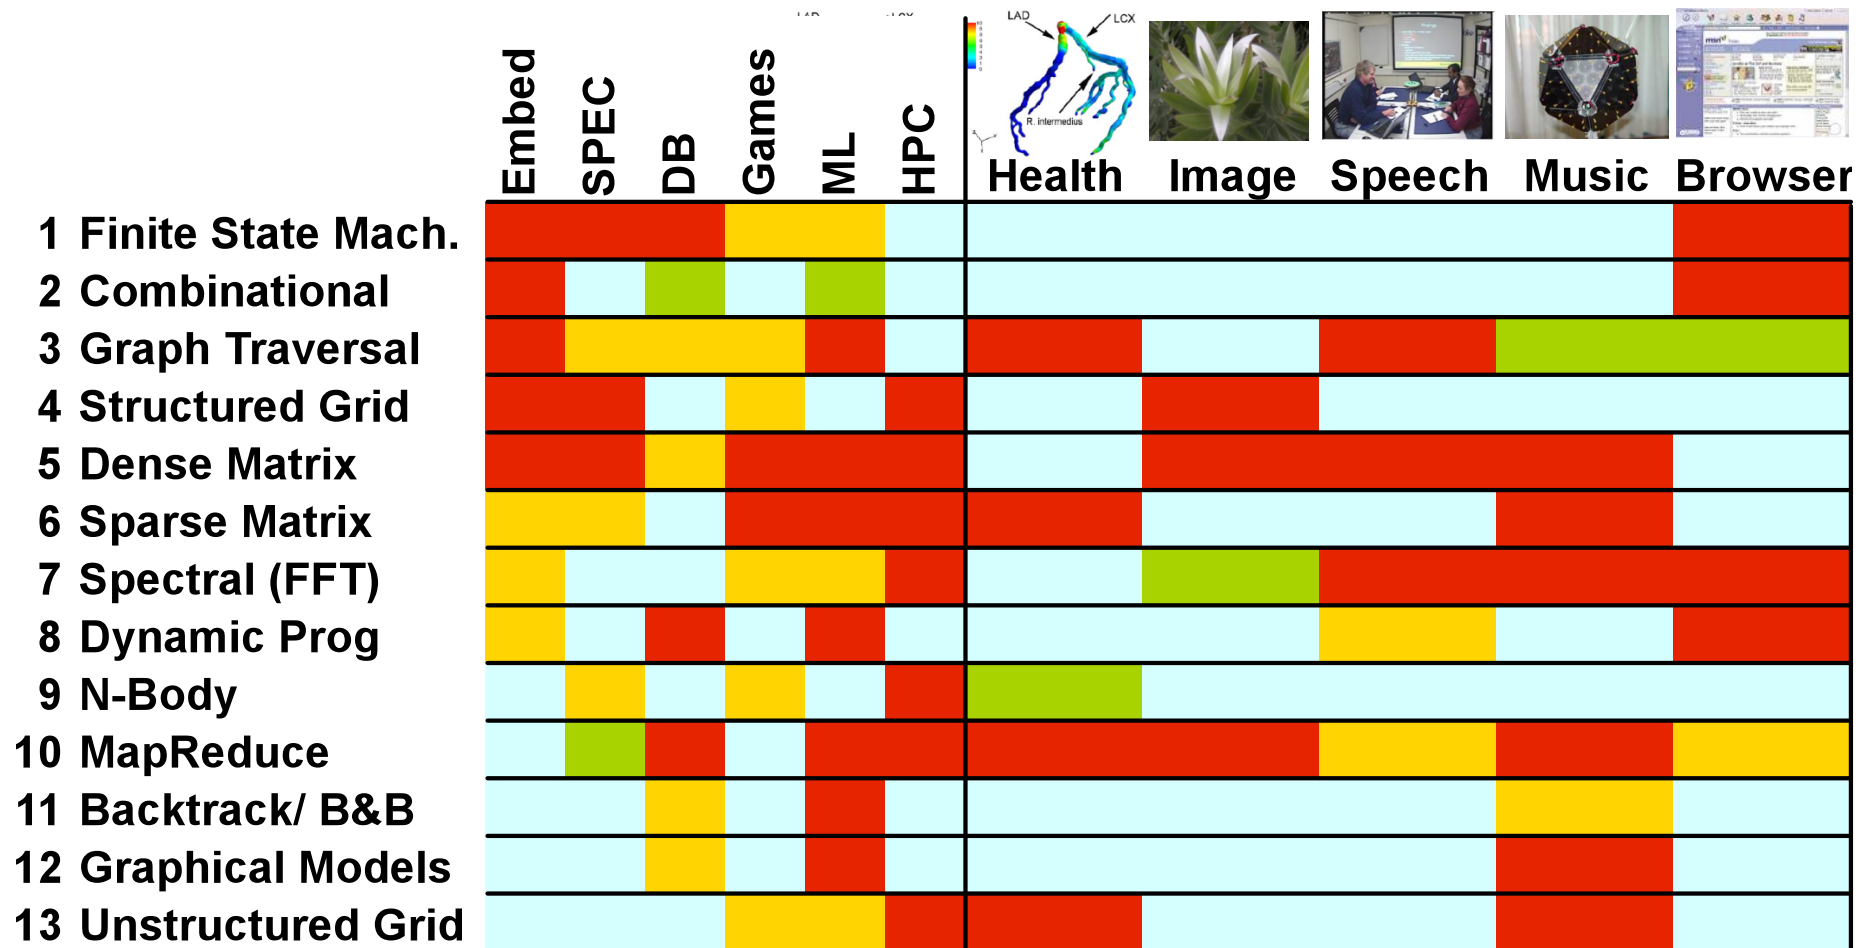 LAD
LCX
R. intermedius
Embed
SPEC
DB
Games
ML
HPC
Health
Image
Speech
Music
Browser
1 Finite State Mach.
2 Combinational
3 Graph Traversal
4 Structured Grid
5 Dense Matrix
6 Sparse Matrix
7 Spectral (FFT)
8 Dynamic Prog
9 N-Body
10 MapReduce
11 Backtrack/ B&B
12 Graphical Models
13 Unstructured Grid